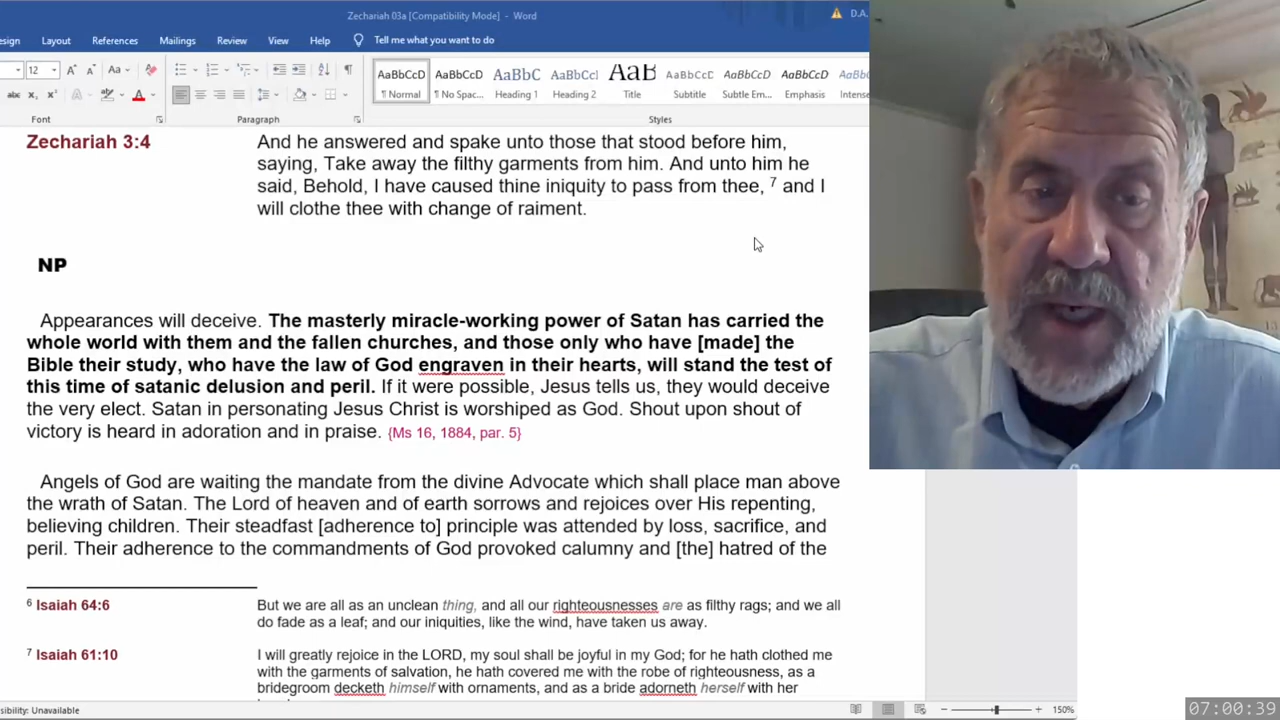 Zechariah 03a [Compatibility Mode] - Word
D.A.
esign Layout References Mailings Review View Help Tell me what you want to do
12 Aa
abc x₂ x² A A
AaBbCcD AaBbCcD AaBbC AaBbCcI AaB AaBbCcD AaBbCcD AaBbCcD AaBbC
¶ Normal ¶ No Spac... Heading 1 Heading 2 Title Subtitle Subtle Em... Emphasis Intense
Font Paragraph Styles
Zechariah 3:4 And he answered and spake unto those that stood before him,
saying, Take away the filthy garments from him. And unto him he
said, Behold, I have caused thine iniquity to pass from thee, ⁷ and I
will clothe thee with change of raiment.
NP
Appearances will deceive. The masterly miracle-working power of Satan has carried the
whole world with them and the fallen churches, and those only who have [made] the
Bible their study, who have the law of God engraven in their hearts, will stand the test of
this time of satanic delusion and peril. If it were possible, Jesus tells us, they would deceive
the very elect. Satan in personating Jesus Christ is worshiped as God. Shout upon shout of
victory is heard in adoration and in praise. {Ms 16, 1884, par. 5}
Angels of God are waiting the mandate from the divine Advocate which shall place man above
the wrath of Satan. The Lord of heaven and of earth sorrows and rejoices over His repenting,
believing children. Their steadfast [adherence to] principle was attended by loss, sacrifice, and
peril. Their adherence to the commandments of God provoked calumny and [the] hatred of the
⁶ Isaiah 64:6 But we are all as an unclean thing, and all our righteousnesses are as filthy rags; and we all
do fade as a leaf; and our iniquities, like the wind, have taken us away.
⁷ Isaiah 61:10 I will greatly rejoice in the LORD, my soul shall be joyful in my God; for he hath clothed me
with the garments of salvation, he hath covered me with the robe of righteousness, as a
bridegroom decketh himself with ornaments, and as a bride adorneth herself with her
sibility: Unavailable 150%
07:00:39